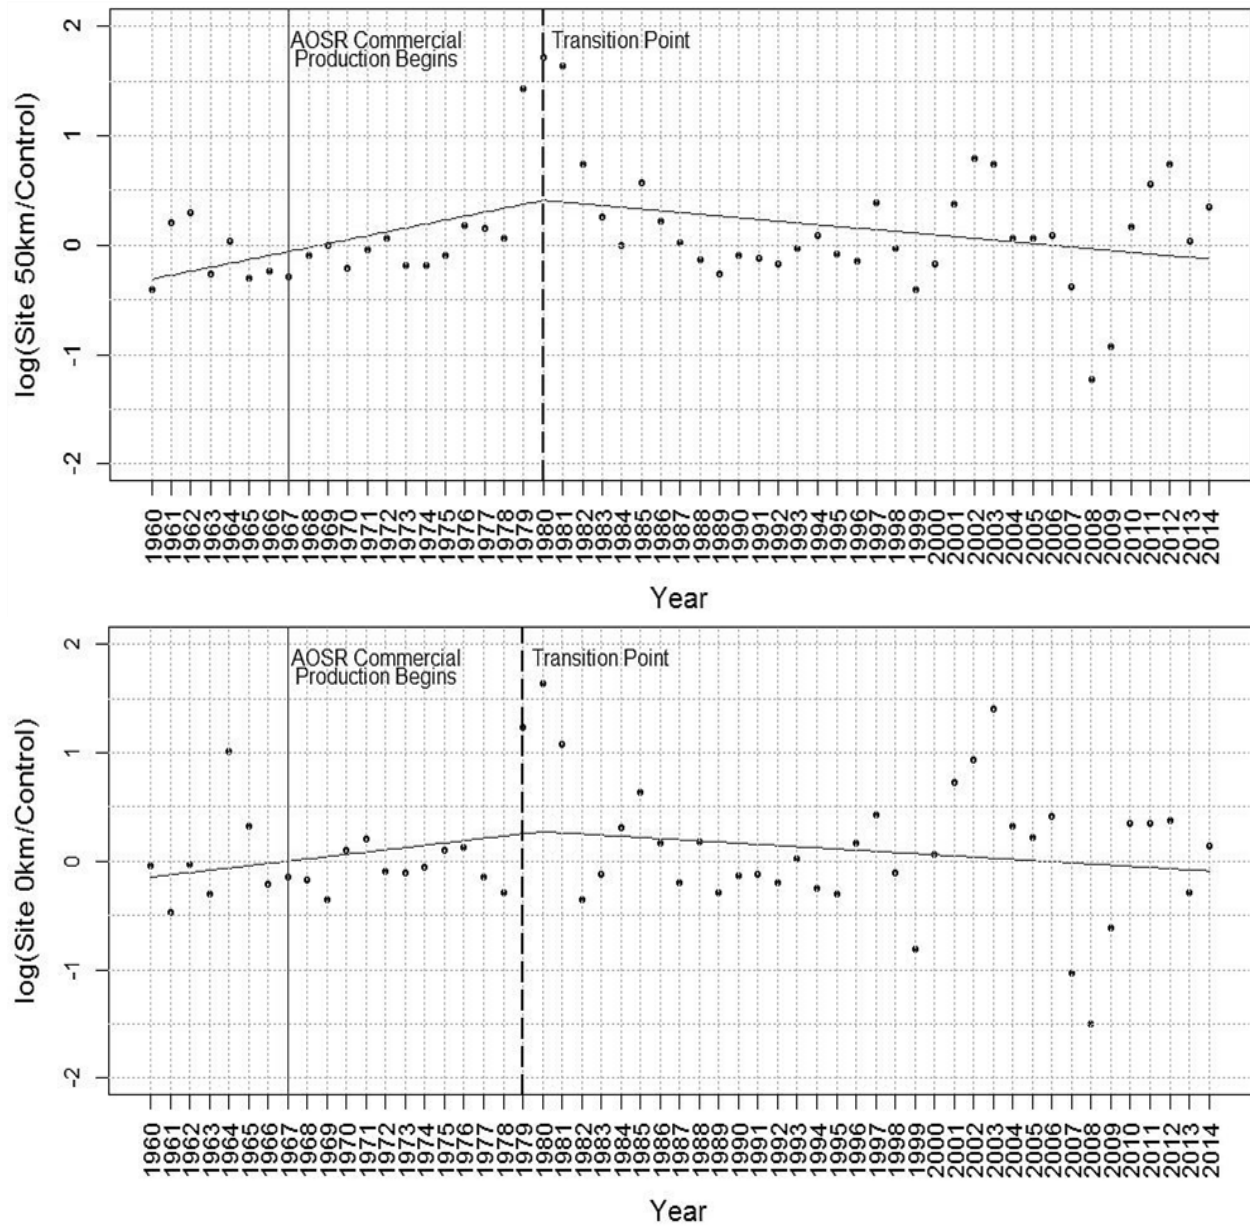 AOSR Commercial
Production Begins
Transition Point
log(Site 50km/Control)
2
1
0
-1
-2
1960 1961 1962 1963 1964 1965 1966 1967 1968 1969 1970 1971 1972 1973 1974 1975 1976 1977 1978 1979 1980 1981 1982 1983 1984 1985 1986 1987 1988 1989 1990 1991 1992 1993 1994 1995 1996 1997 1998 1999 2000 2001 2002 2003 2004 2005 2006 2007 2008 2009 2010 2011 2012 2013 2014
Year
AOSR Commercial
Production Begins
Transition Point
log(Site 0km/Control)
2
1
0
-1
-2
1960 1961 1962 1963 1964 1965 1966 1967 1968 1969 1970 1971 1972 1973 1974 1975 1976 1977 1978 1979 1980 1981 1982 1983 1984 1985 1986 1987 1988 1989 1990 1991 1992 1993 1994 1995 1996 1997 1998 1999 2000 2001 2002 2003 2004 2005 2006 2007 2008 2009 2010 2011 2012 2013 2014
Year